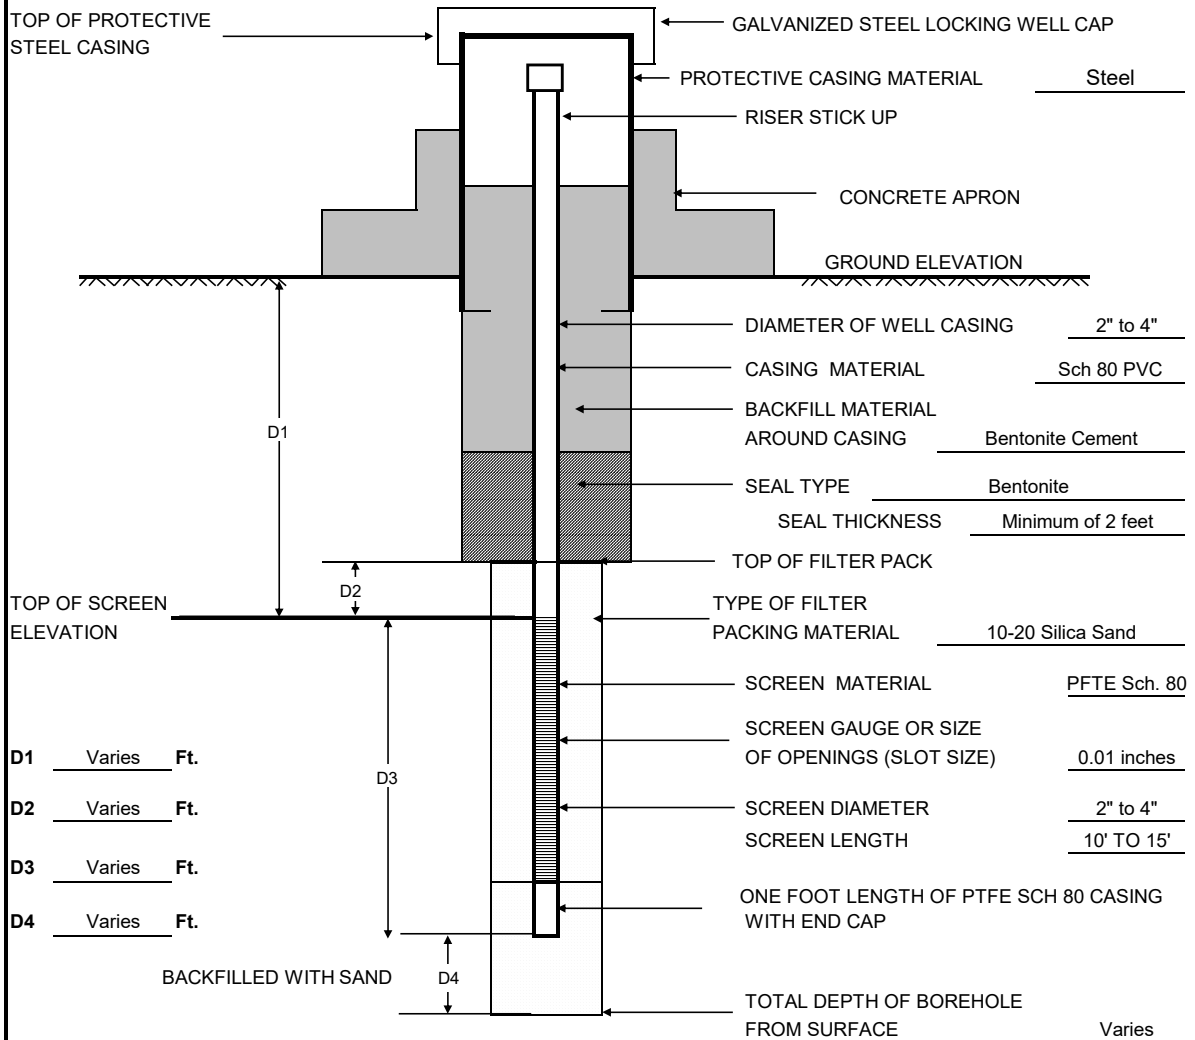 TOP OF PROTECTIVE
STEEL CASING
GALVANIZED STEEL LOCKING WELL CAP
PROTECTIVE CASING MATERIAL Steel
RISER STICK UP
CONCRETE APRON
GROUND ELEVATION
DIAMETER OF WELL CASING 2" to 4"
CASING MATERIAL Sch 80 PVC
D1
BACKFILL MATERIAL
AROUND CASING Bentonite Cement
SEAL TYPE Bentonite
SEAL THICKNESS Minimum of 2 feet
TOP OF FILTER PACK
D2
TOP OF SCREEN
ELEVATION
TYPE OF FILTER
PACKING MATERIAL 10-20 Silica Sand
SCREEN MATERIAL PFTE Sch. 80
SCREEN GAUGE OR SIZE
OF OPENINGS (SLOT SIZE) 0.01 inches
D1 Varies Ft.
D3
D2 Varies Ft.
SCREEN DIAMETER 2" to 4"
SCREEN LENGTH 10' TO 15'
D3 Varies Ft.
D4 Varies Ft.
ONE FOOT LENGTH OF PTFE SCH 80 CASING
WITH END CAP
BACKFILLED WITH SAND
D4
TOTAL DEPTH OF BOREHOLE
FROM SURFACE Varies